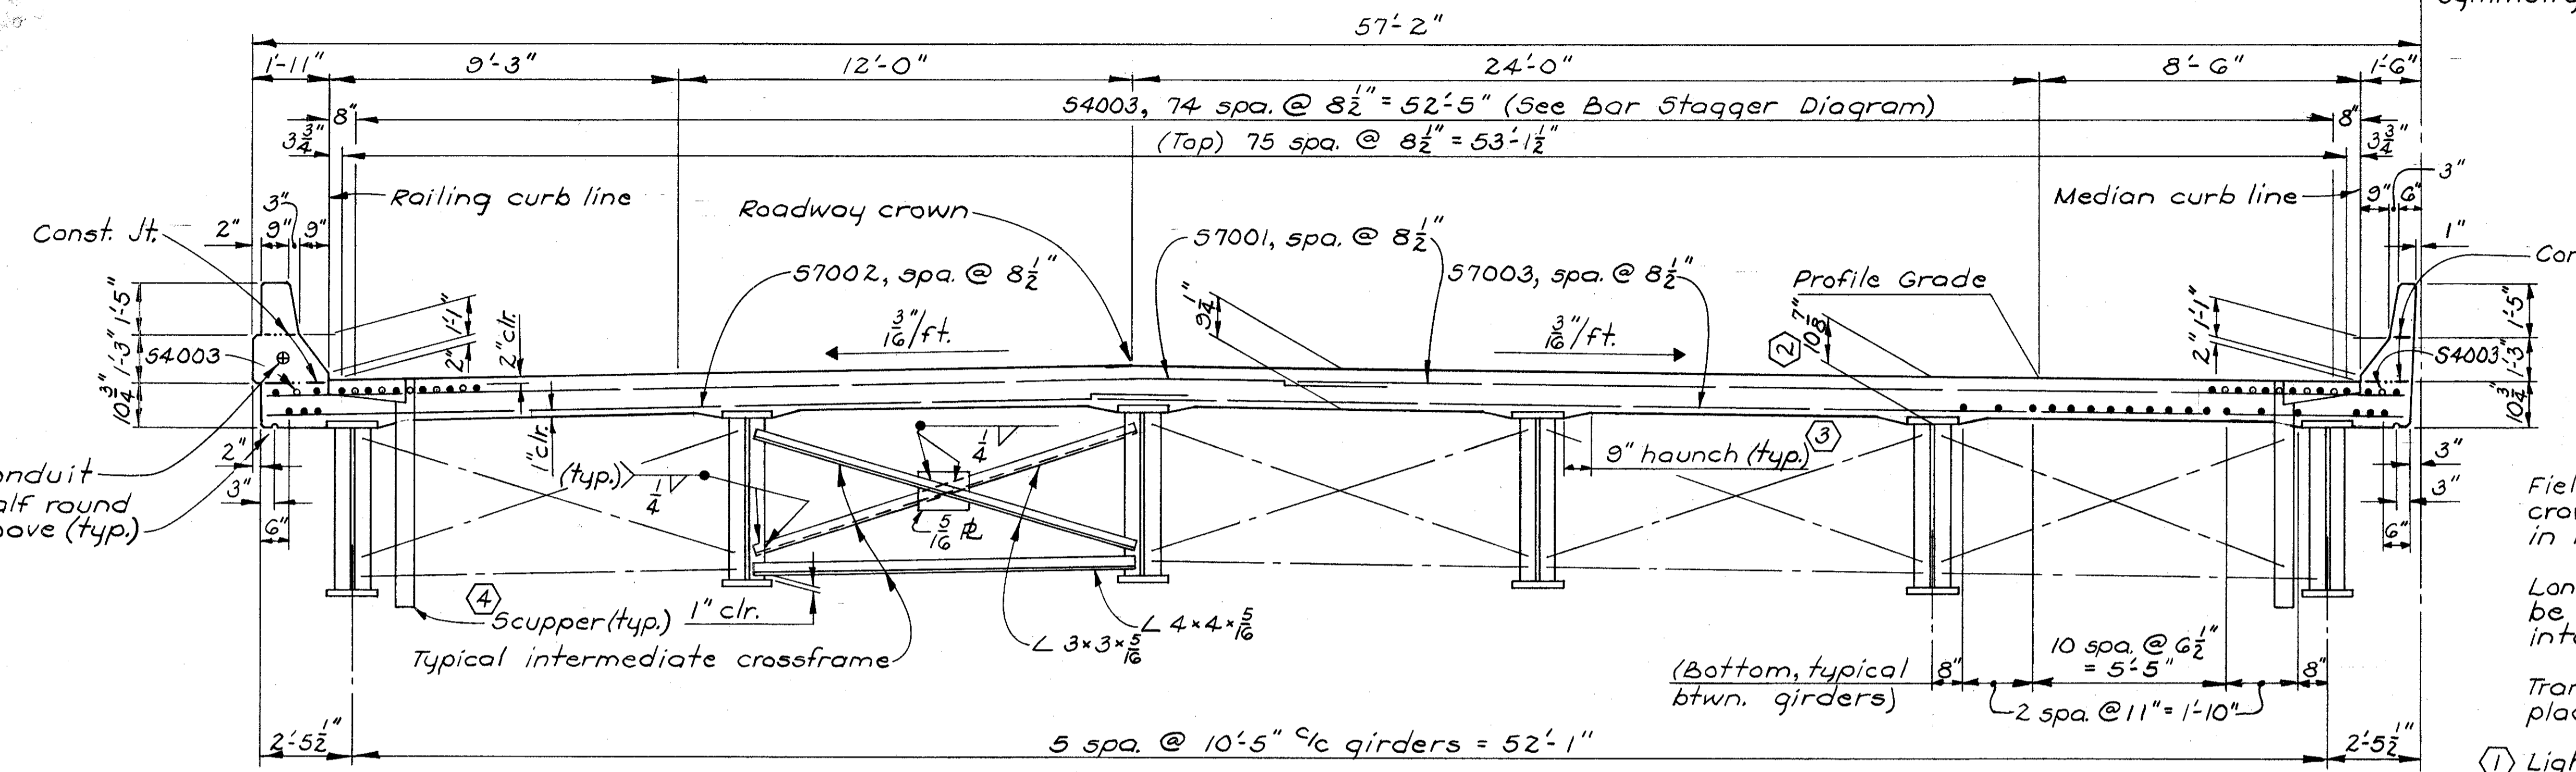 57'-2"
1'-11"
9'-3"
12'-0"
24'-0"
8'-6"
1'-6"
8"
S4003, 74 spa. @ 8 1/2" = 52'-5" (See Bar Stagger Diagram)
8"
3 3/4"
(Top) 75 spa. @ 8 1/2" = 53'-1 1/2"
3 3/4"
Railing curb line
Median curb line
3"
9"
6"
Const. Jt.
2"
9"
3"
9"
Roadway crown
S7001, spa. @ 8 1/2"
1"
S7002, spa. @ 8 1/2"
S7003, spa. @ 8 1/2"
Profile Grade
1'-5"
1'-3"
10 3/4"
S4003
1'-1"
2"
2" clr.
3/16"/ft.
9 1/4"
3/16"/ft.
2
10 7/8"
1'-1"
2"
S4003
1'-5"
1'-3"
10 3/4"
1" clr.
2"
3"
6"
(typ.)
1/4
1/4
5/16 PL
9" haunch (typ.)
3
3"
3"
6"
4
Scupper (typ.)
1" clr.
∠ 4 × 4 × 5/16
∠ 3 × 3 × 5/16
Typical intermediate crossframe
(Bottom, typical
btwn. girders)
8"
10 spa. @ 6 1/2"
= 5'-5"
8"
2 spa. @ 11" = 1'-10"
2'-5 1/2"
5 spa. @ 10'-5" c/c girders = 52'-1"
2'-5 1/2"
in
be
1